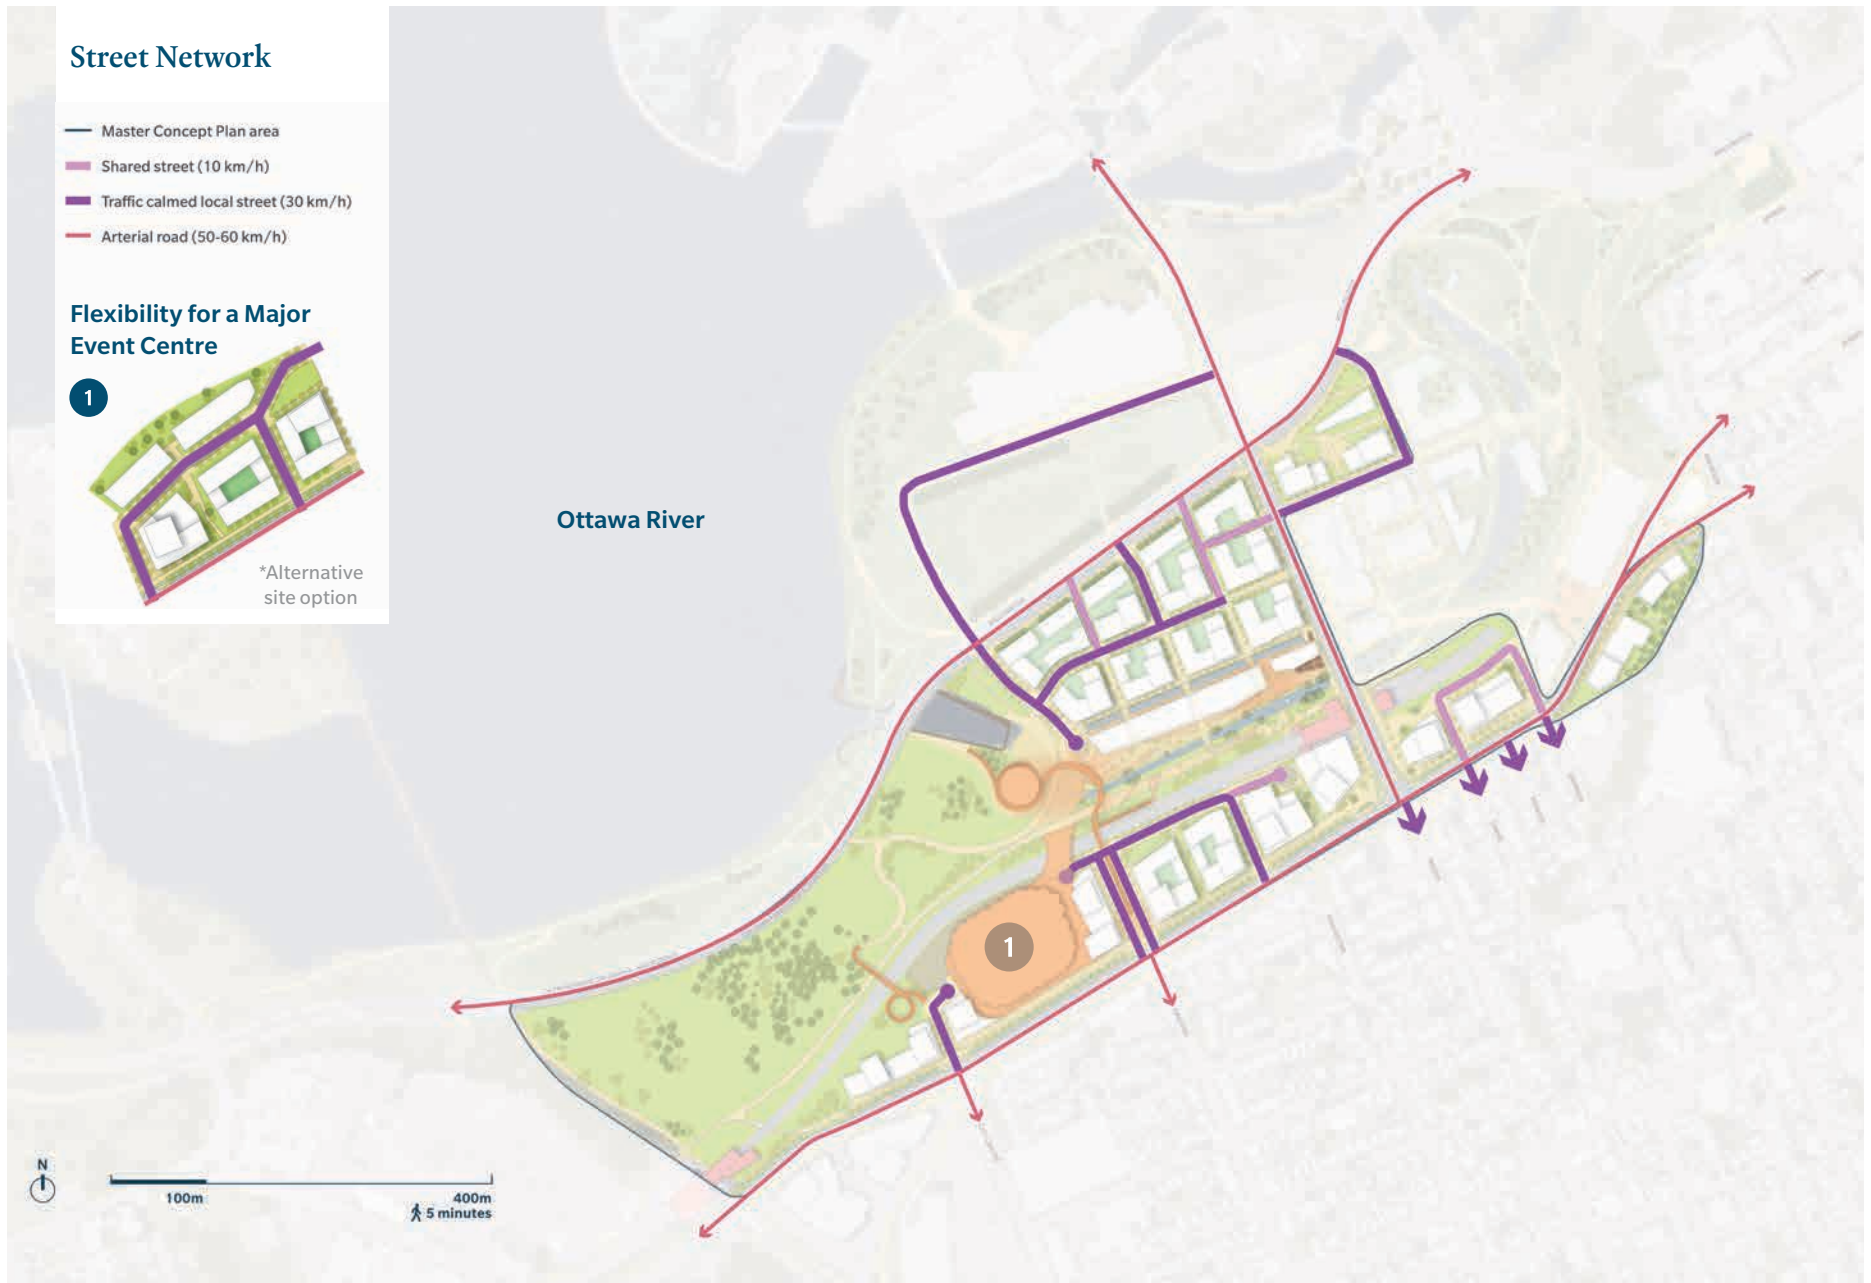 Street Network
Master Concept Plan area
Shared street (10 km/h)
Traffic calmed local street (30 km/h)
Arterial road (50-60 km/h)
Flexibility for a Major
Event Centre
1
*Alternative
site option
Ottawa River
1
N
100m
400m
5 minutes